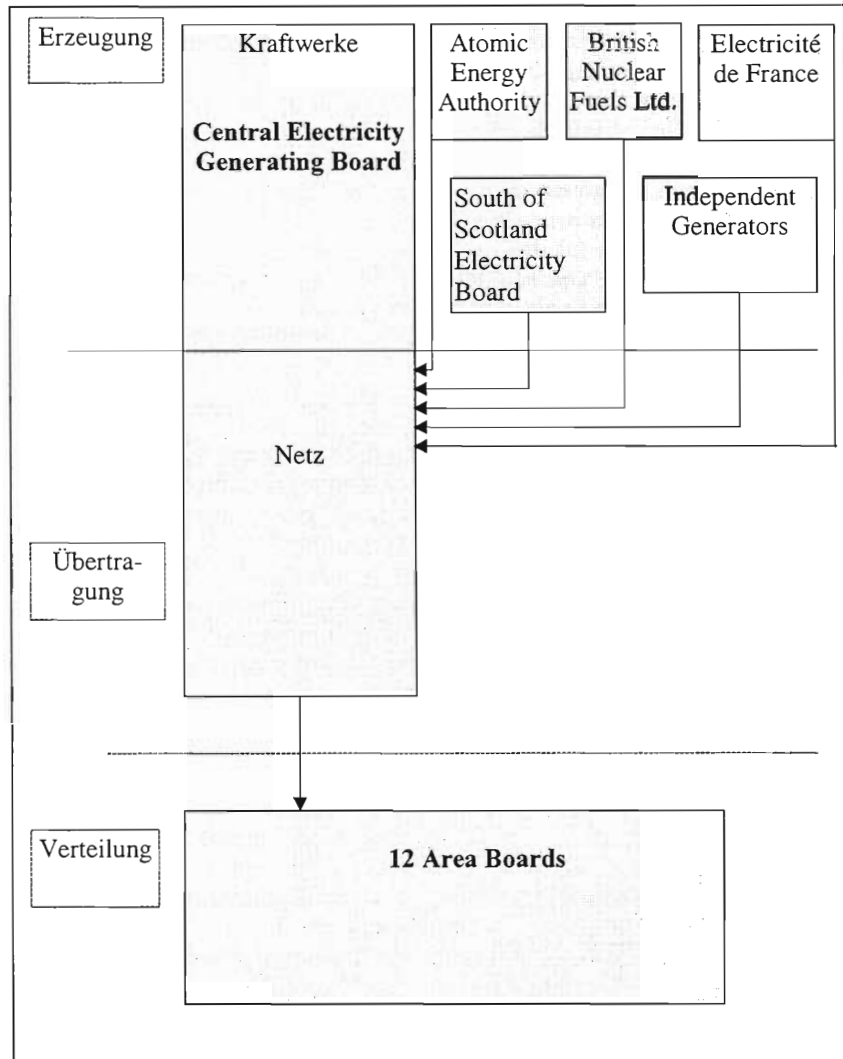 Erzeugung
Kraftwerke
Central Electricity
Generating Board
Atomic
Energy
Authority
British
Nuclear
Fuels Ltd.
Electricité
de France
South of
Scotland
Electricity
Board
Independent
Generators
Netz
Übertra-
gung
Verteilung
12 Area Boards